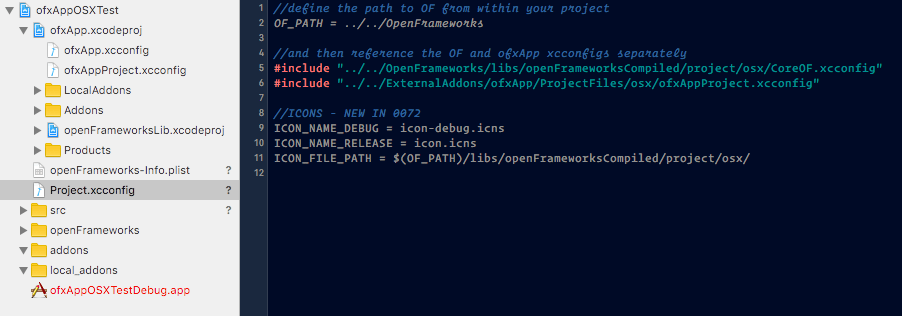 ofxAppOSXTest
ofxApp.xcodeproj
ofxApp.xcconfig
ofxAppProject.xcconfig
LocalAddons
Addons
openFrameworksLib.xcodeproj
Products
openFrameworks-Info.plist ?
Project.xcconfig ?
src ?
openFrameworks
addons
local_addons
ofxAppOSXTestDebug.app
1 //define the path to OF from within your project
2 OF_PATH = ../../OpenFrameworks
3
4 //and then reference the OF and ofxApp xcconfigs separately
5 #include "../../OpenFrameworks/libs/openFrameworksCompiled/project/osx/CoreOF.xcconfig"
6 #include "../../ExternalAddons/ofxApp/ProjectFiles/osx/ofxAppProject.xcconfig"
7
8 //ICONS - NEW IN 0072
9 ICON_NAME_DEBUG = icon-debug.icns
10 ICON_NAME_RELEASE = icon.icns
11 ICON_FILE_PATH = $(OF_PATH)/libs/openFrameworksCompiled/project/osx/
12